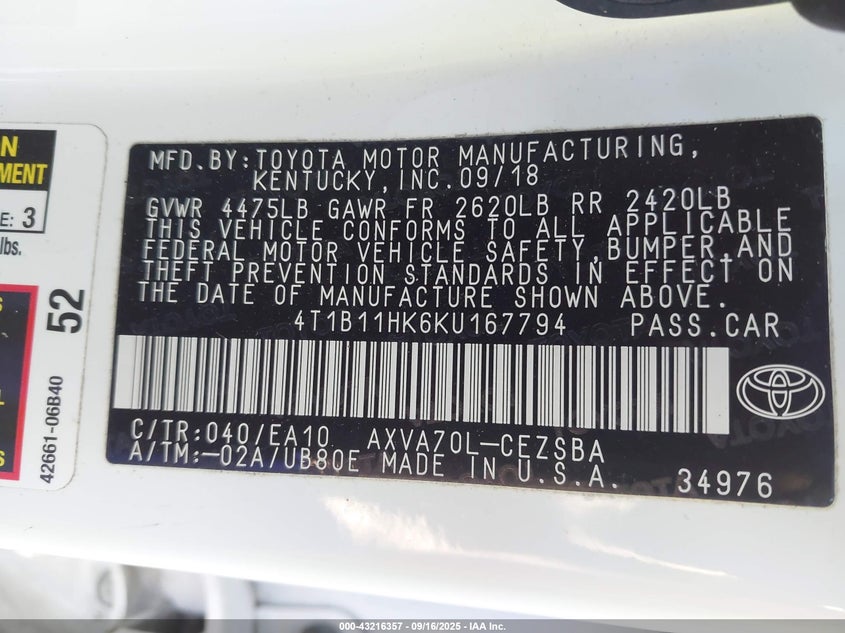 MFD.BY:TOYOTA MOTOR MANUFACTURING,
KENTUCKY,INC.09/18
GVWR 4475LB GAWR FR 2620LB RR 2420LB
THIS VEHICLE CONFORMS TO ALL APPLICABLE
FEDERAL MOTOR VEHICLE SAFETY,BUMPER,AND
THEFT PREVENTION STANDARDS IN EFFECT ON
THE DATE OF MANUFACTURE SHOWN ABOVE.
4T1B11HK6KU167794 PASS.CAR
C/TR:040/EA10 AXVA70L-CEZSBA
A/TM:-02A/UB80E MADE IN U.S.A. 34976
MENT
E: 3
lbs.
52
42661-06B40
000-43216357 - 09/16/2025 - IAA Inc.